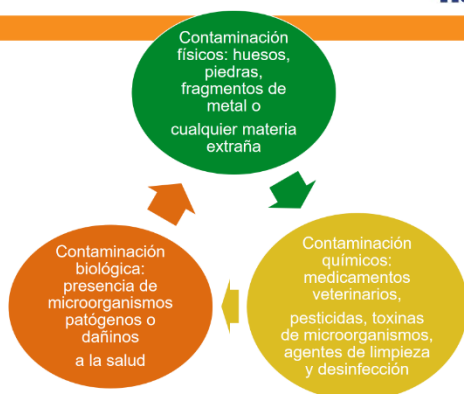 Contaminación
físicos: huesos,
piedras,
fragmentos de
metal o
cualquier materia
extraña
Contaminación
químicos:
medicamentos
veterinarios,
pesticidas, toxinas
de microorganismos,
agentes de limpieza
y desinfección
Contaminación
biológica:
presencia de
microorganismos
patógenos o
dañinos
a la salud